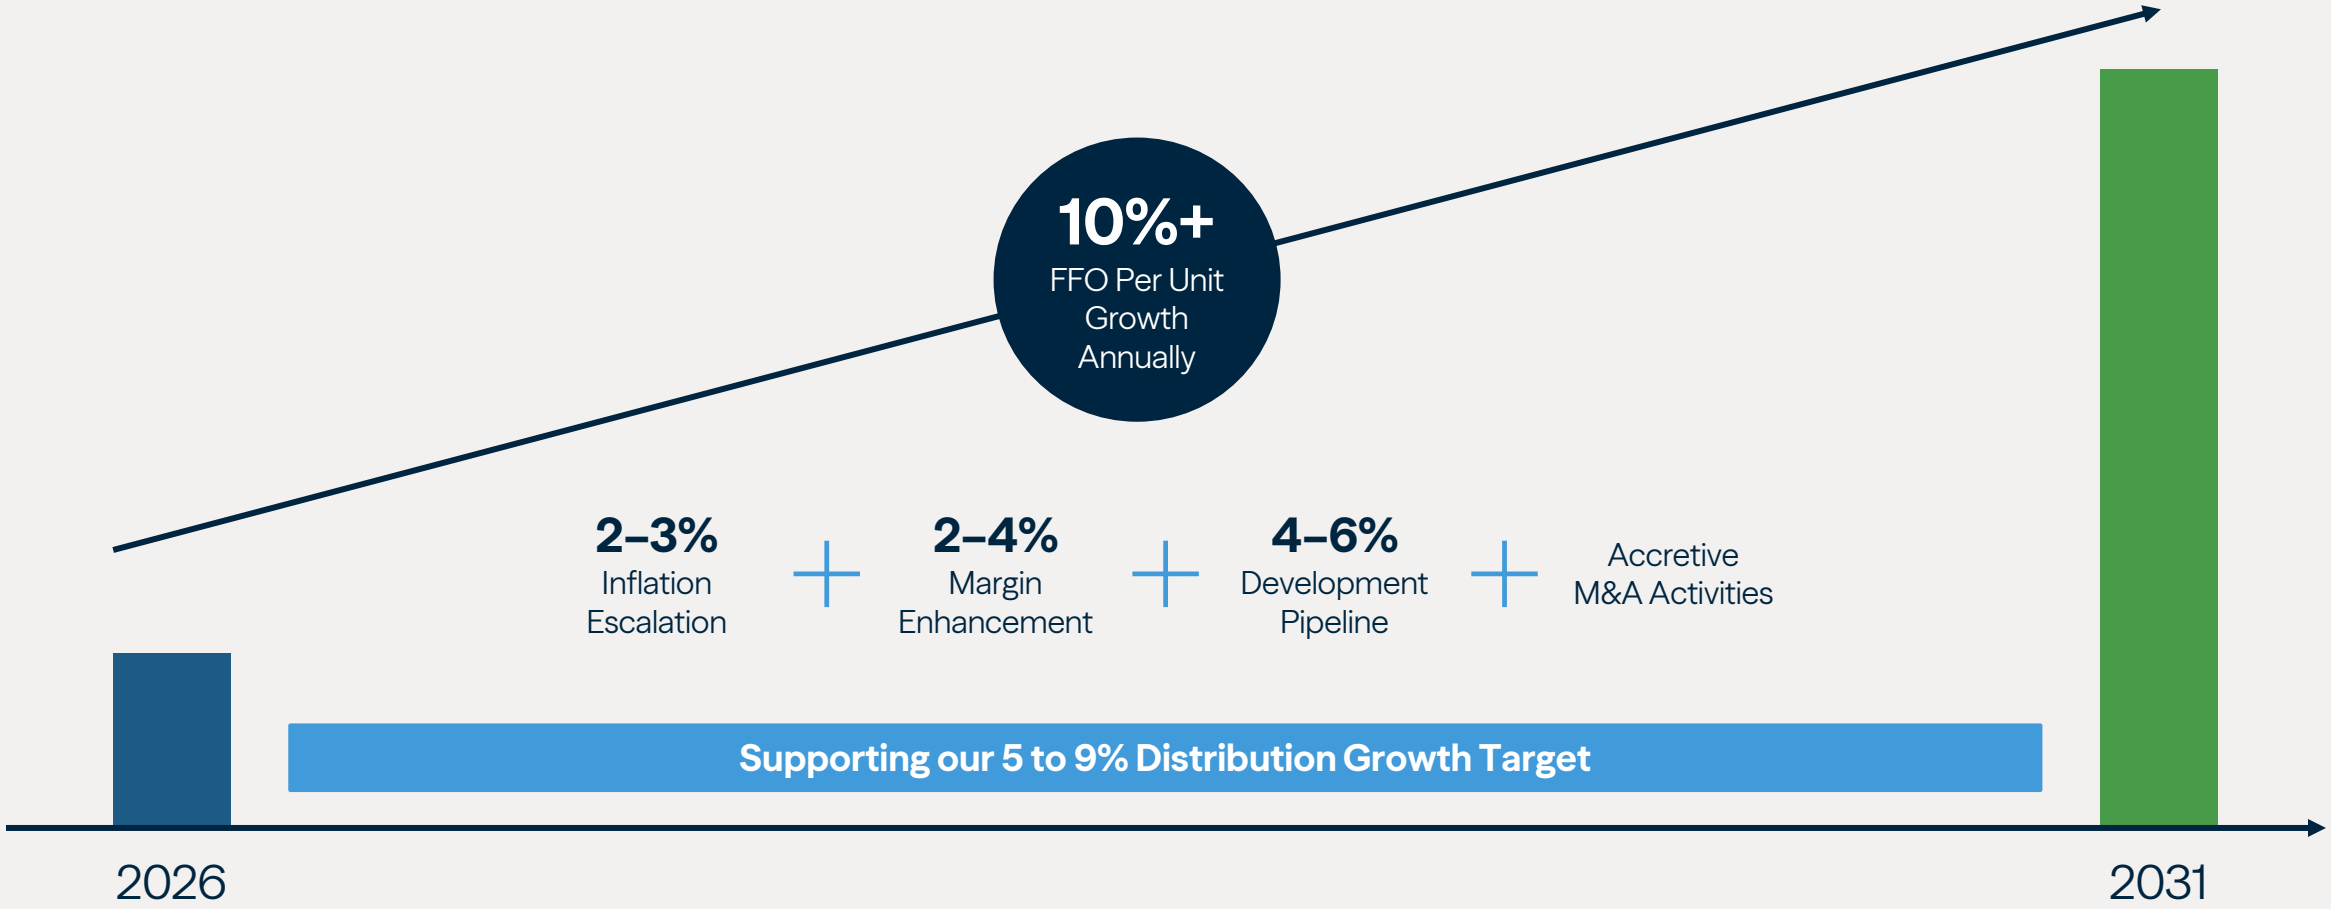 10%+
FFO Per Unit
Growth
Annually
2–3%
Inflation
Escalation
2–4%
Margin
Enhancement
4–6%
Development
Pipeline
Accretive
M&A Activities
Supporting our 5 to 9% Distribution Growth Target
2026
2031